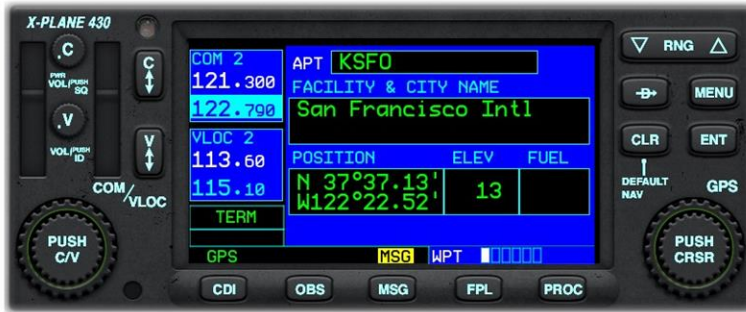 X-PLANE 430
C
PWR
VOL/PUSH
SQ
V
VOL/PUSH
ID
C
V
COM/VLOC
PUSH
C/V
COM 2
121.300
122.790
VLOC 2
113.60
115.10
TERM
GPS
MSG
WPT
APT KSFO
FACILITY & CITY NAME
San Francisco Intl
POSITION ELEV FUEL
N 37°37.13'
W122°22.52'
13
CDI OBS MSG FPL PROC
RNG
D
MENU
CLR
ENT
DEFAULT
NAV
GPS
PUSH
CRSR